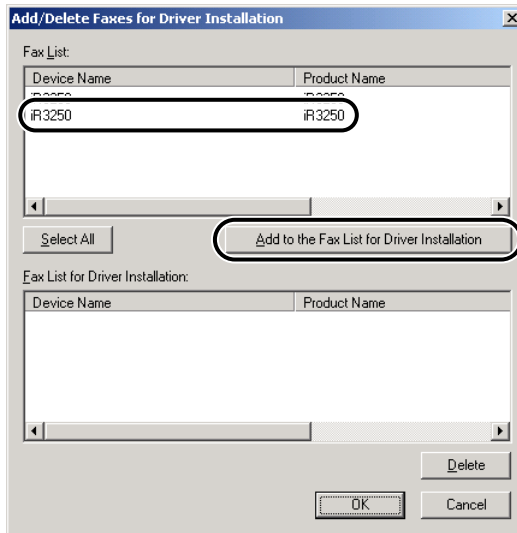 Add/Delete Faxes for Driver Installation
Fax List:
Device Name Product Name
iR3250 iR3250
Select All Add to the Fax List for Driver Installation
Fax List for Driver Installation:
Device Name Product Name
Delete
OK Cancel